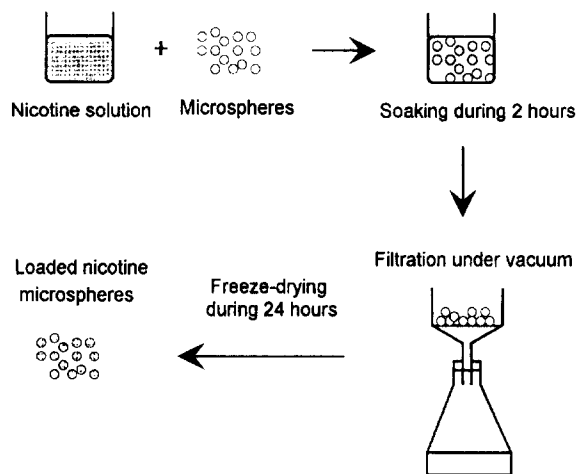 +
Nicotine solution
Microspheres
Soaking during 2 hours
Filtration under vacuum
Freeze-drying
during 24 hours
Loaded nicotine
microspheres